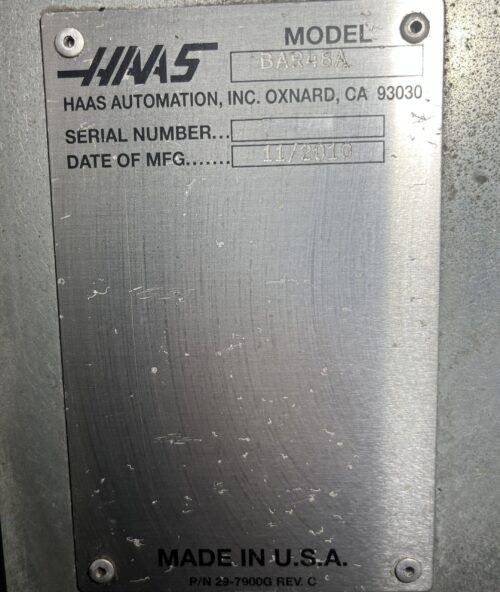 HAAS
MODEL BAR48A
HAAS AUTOMATION, INC. OXNARD, CA 93030
SERIAL NUMBER...
DATE OF MFG....... 11/2010
MADE IN U.S.A.
P/N 29-7900G REV. C